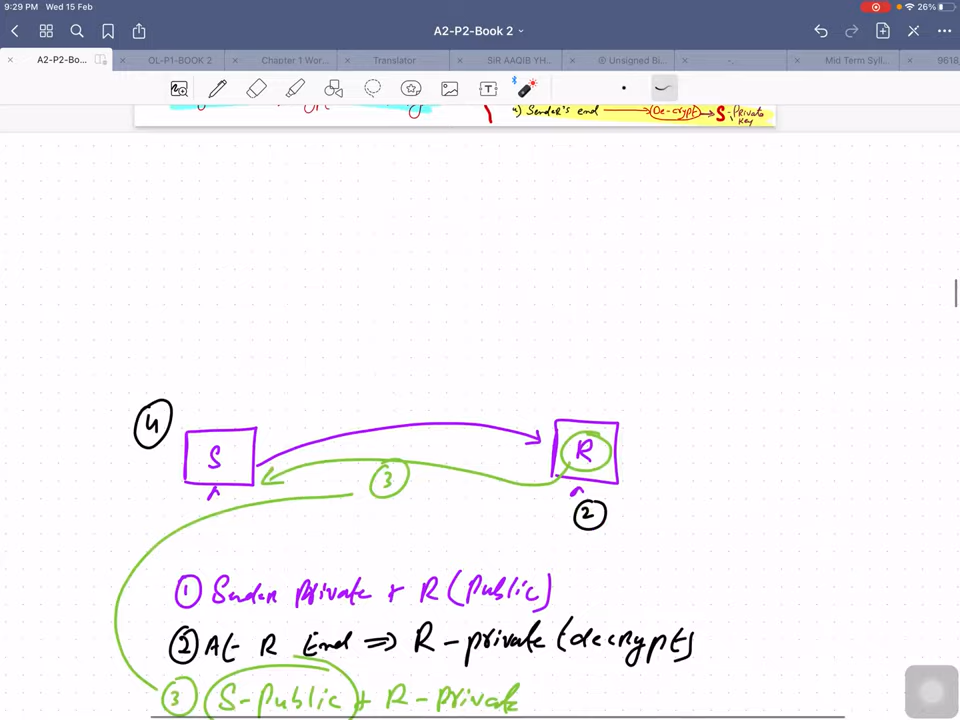 9:29 PM Wed 15 Feb
26%
A2-P2-Book 2
A2-P2-Bo...
OL-P1-BOOK 2
Chapter 1 Wor...
Translator
SIR AAQIB YH...
@ Unsigned Bi...
-.
Mid Term Syll...
9618
a) Sender's end → De-crypt → S-Private key
4
S
R
3
2
1 Sender private + R (Public)
2 At R End ⇒ R-private (decrypt)
3 S-Public + R-Private